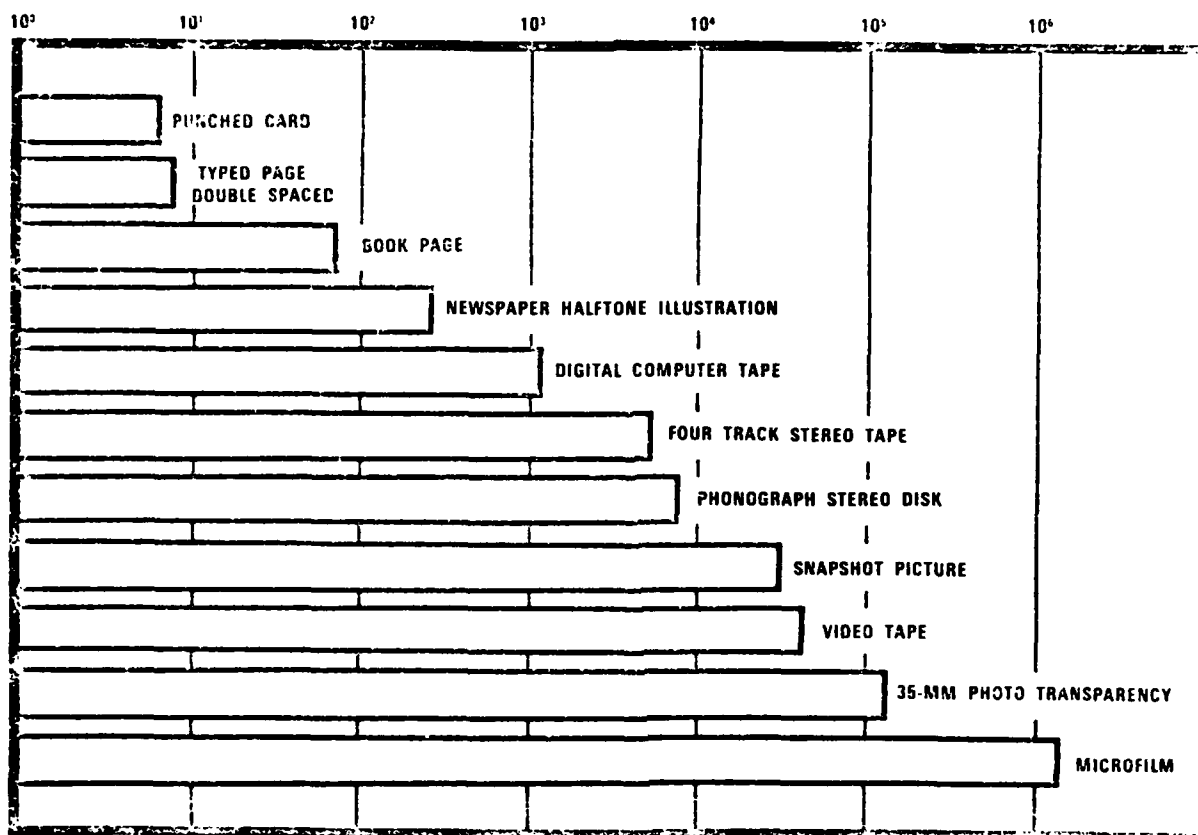 10⁰ 10¹ 10² 10³ 10⁴ 10⁵ 10⁶
PUNCHED CARD
TYPED PAGE
DOUBLE SPACED
BOOK PAGE
NEWSPAPER HALFTONE ILLUSTRATION
DIGITAL COMPUTER TAPE
FOUR TRACK STEREO TAPE
PHONOGRAPH STEREO DISK
SNAPSHOT PICTURE
VIDEO TAPE
35-MM PHOTO TRANSPARENCY
MICROFILM